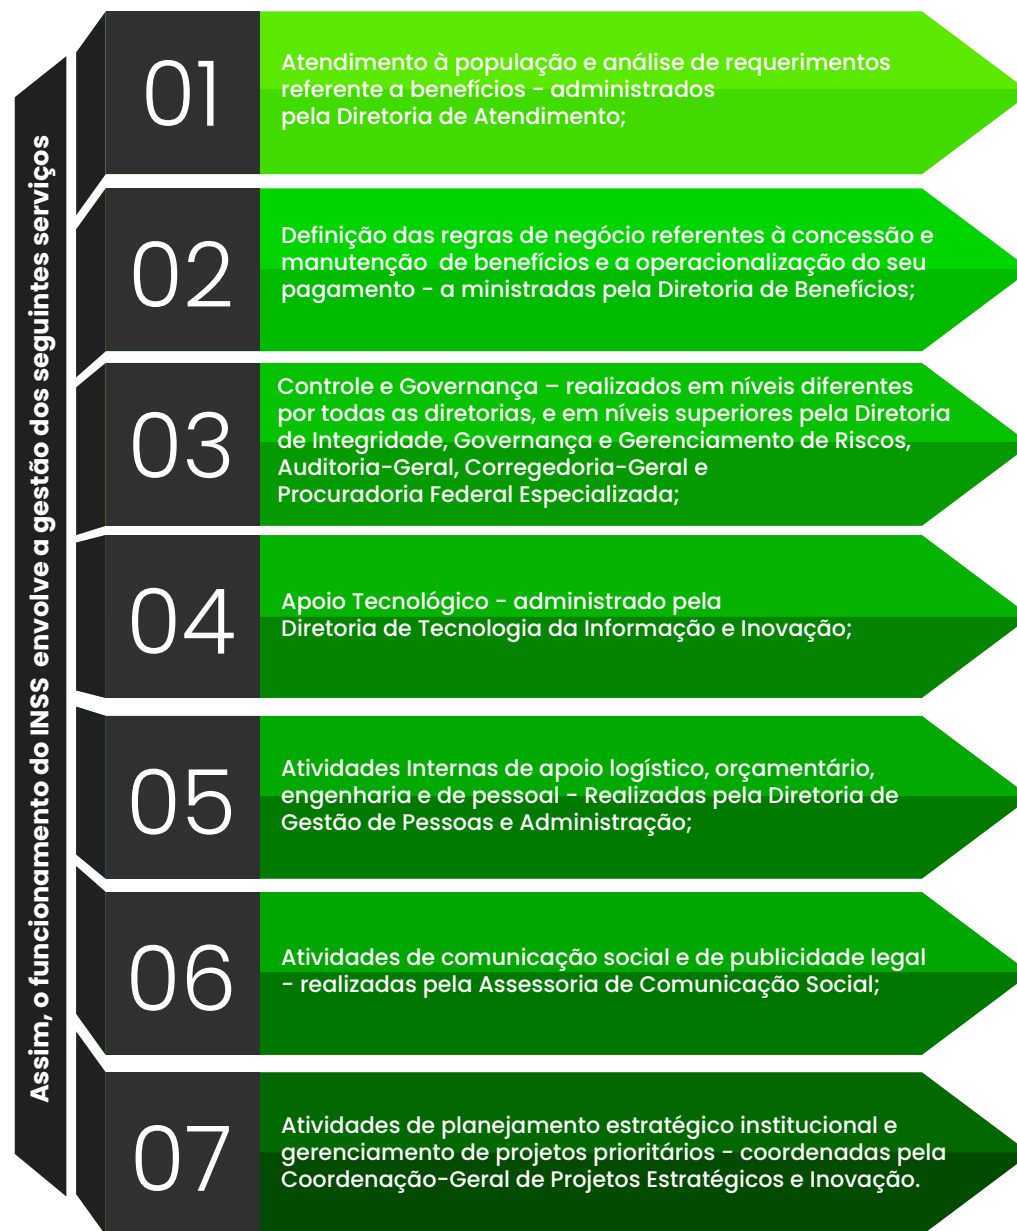 Assim, o funcionamento do INSS envolve a gestão dos seguintes serviços
01
Atendimento à população e análise de requerimentos
referente a benefícios - administrados
pela Diretoria de Atendimento;
02
Definição das regras de negócio referentes à concessão e
manutenção  de benefícios e a operacionalização do seu
pagamento - a ministradas pela Diretoria de Benefícios;
03
Controle e Governança – realizados em níveis diferentes
por todas as diretorias, e em níveis superiores pela Diretoria
de Integridade, Governança e Gerenciamento de Riscos,
Auditoria-Geral, Corregedoria-Geral e
Procuradoria Federal Especializada;
04
Apoio Tecnológico - administrado pela
Diretoria de Tecnologia da Informação e Inovação;
05
Atividades Internas de apoio logístico, orçamentário,
engenharia e de pessoal - Realizadas pela Diretoria de
Gestão de Pessoas e Administração;
06
Atividades de comunicação social e de publicidade legal
- realizadas pela Assessoria de Comunicação Social;
07
Atividades de planejamento estratégico institucional e
gerenciamento de projetos prioritários - coordenadas pela
Coordenação-Geral de Projetos Estratégicos e Inovação.